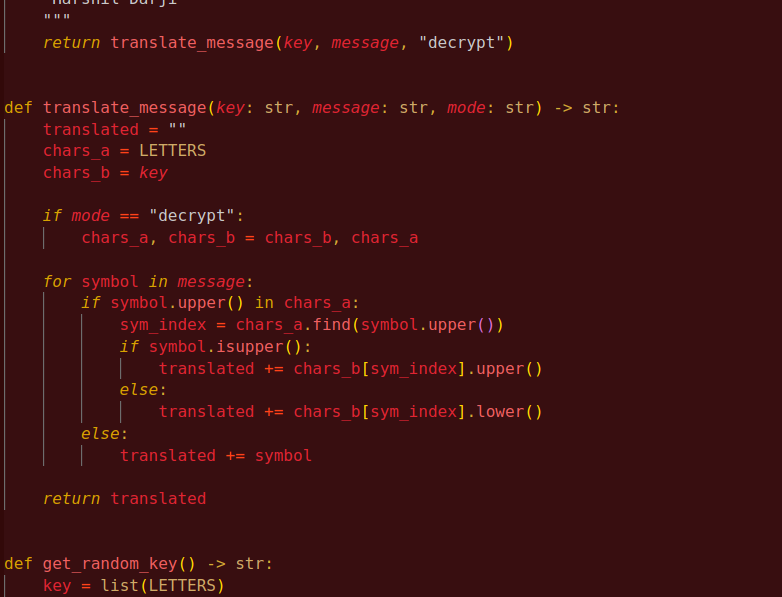 "Harshil Darji"
    """
    return translate_message(key, message, "decrypt")
def translate_message(key: str, message: str, mode: str) -> str:
    translated = ""
    chars_a = LETTERS
    chars_b = key
    if mode == "decrypt":
        chars_a, chars_b = chars_b, chars_a
    for symbol in message:
        if symbol.upper() in chars_a:
            sym_index = chars_a.find(symbol.upper())
            if symbol.isupper():
                translated += chars_b[sym_index].upper()
            else:
                translated += chars_b[sym_index].lower()
        else:
            translated += symbol
    return translated
def get_random_key() -> str:
    key = list(LETTERS)